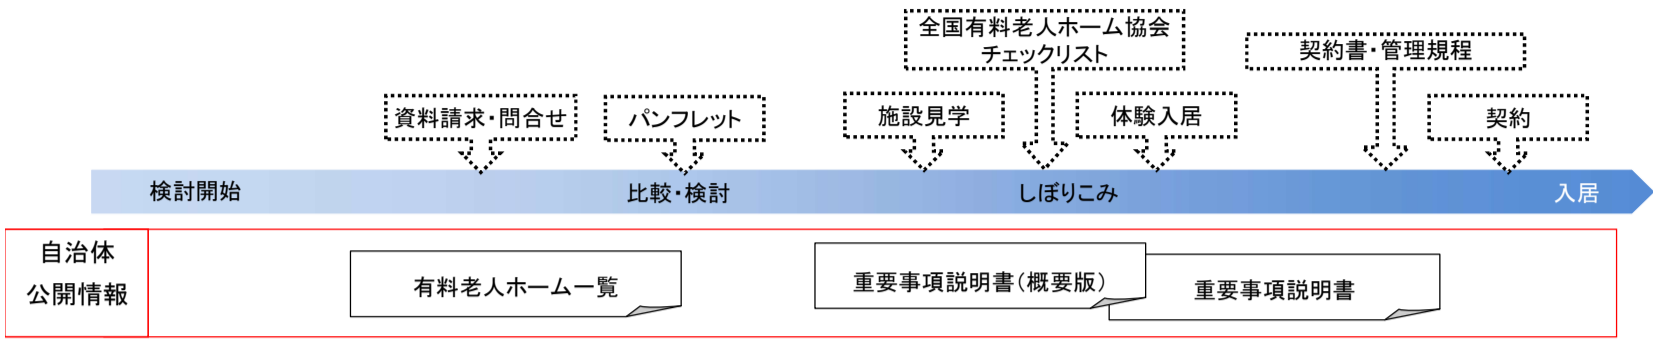 全国有料老人ホーム協会
チェックリスト
契約書・管理規程
資料請求・問合せ
パンフレット
施設見学
体験入居
契約
検討開始
比較・検討
しぼりこみ
入居
自治体
公開情報
有料老人ホーム一覧
重要事項説明書（概要版）
重要事項説明書